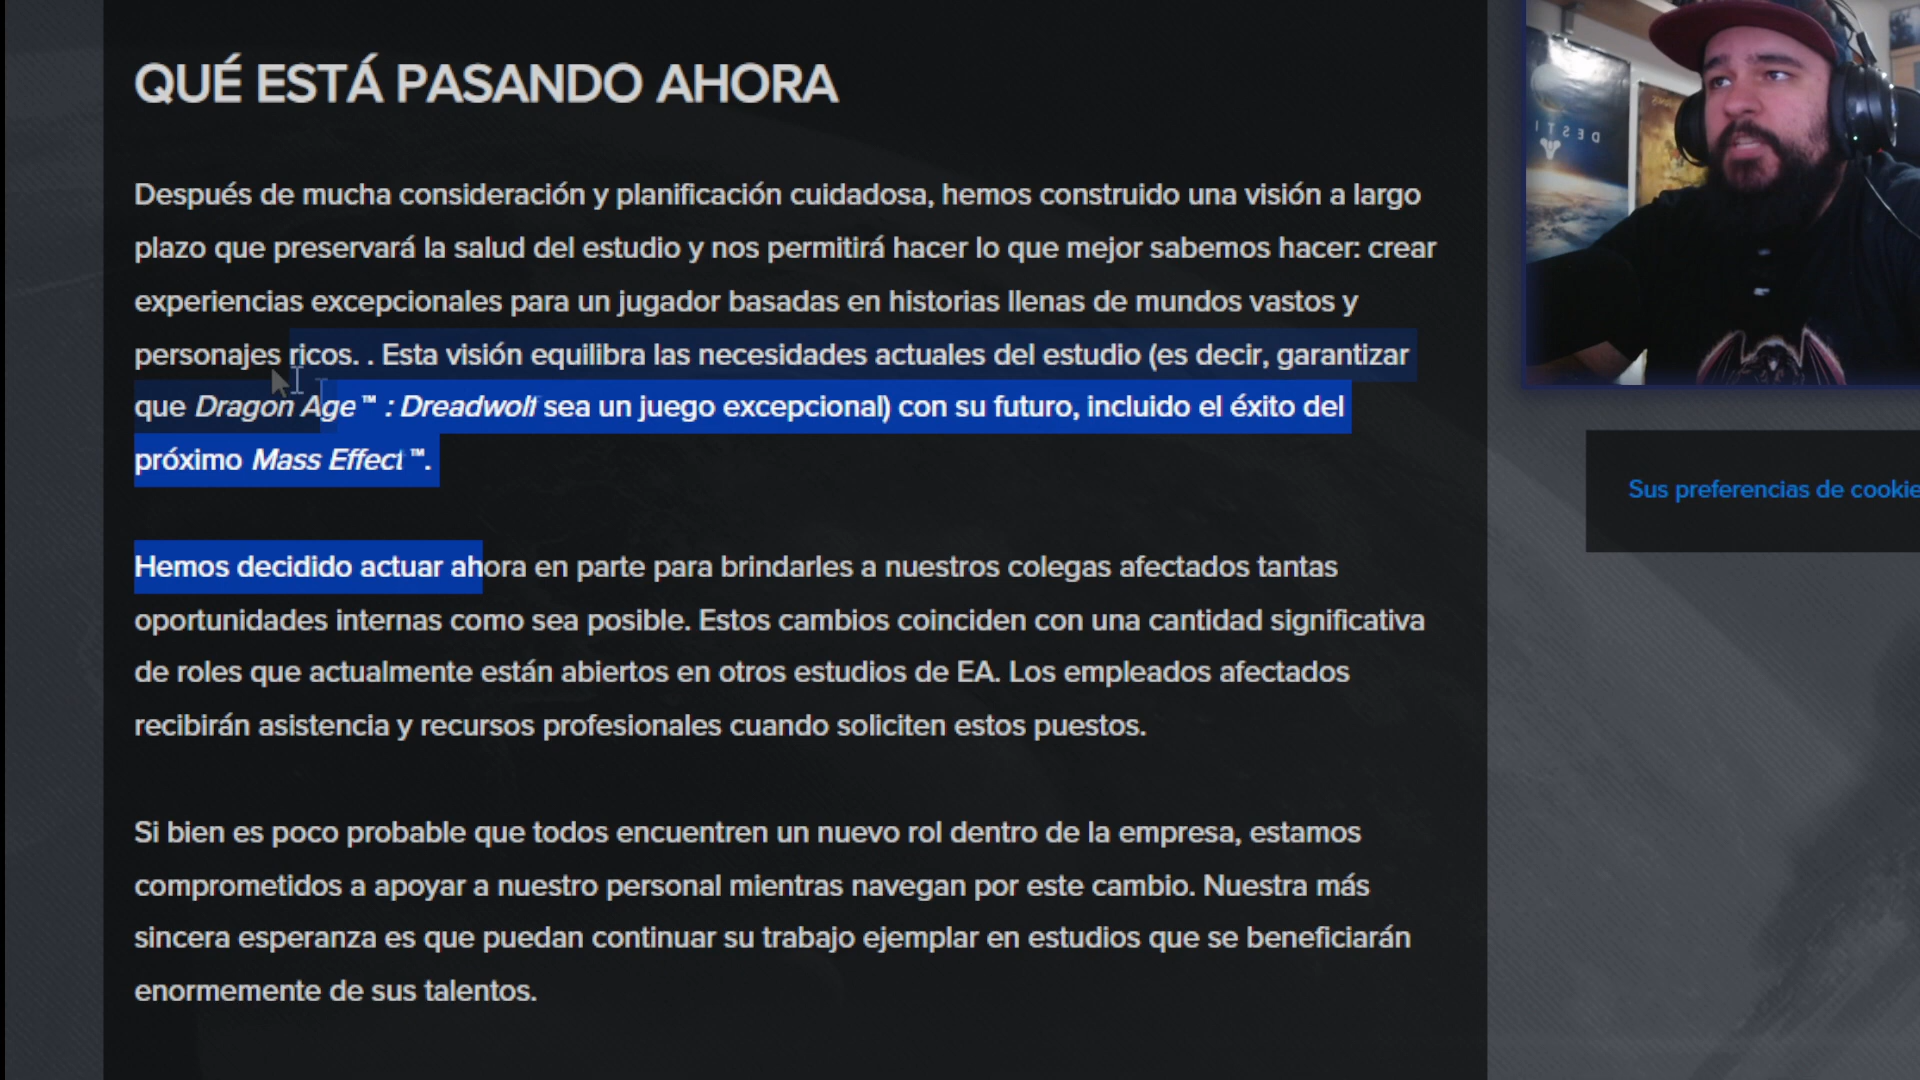 QUÉ ESTÁ PASANDO AHORA
Después de mucha consideración y planificación cuidadosa, hemos construido una visión a largo
plazo que preservará la salud del estudio y nos permitirá hacer lo que mejor sabemos hacer: crear
experiencias excepcionales para un jugador basadas en historias llenas de mundos vastos y
personajes ricos. . Esta visión equilibra las necesidades actuales del estudio (es decir, garantizar
que Dragon Age™ : Dreadwolf sea un juego excepcional) con su futuro, incluido el éxito del
próximo Mass Effect™.
Hemos decidido actuar ahora en parte para brindarles a nuestros colegas afectados tantas
oportunidades internas como sea posible. Estos cambios coinciden con una cantidad significativa
de roles que actualmente están abiertos en otros estudios de EA. Los empleados afectados
recibirán asistencia y recursos profesionales cuando soliciten estos puestos.
Si bien es poco probable que todos encuentren un nuevo rol dentro de la empresa, estamos
comprometidos a apoyar a nuestro personal mientras navegan por este cambio. Nuestra más
sincera esperanza es que puedan continuar su trabajo ejemplar en estudios que se beneficiarán
enormemente de sus talentos.
DESTI
Sus preferencias de cookie